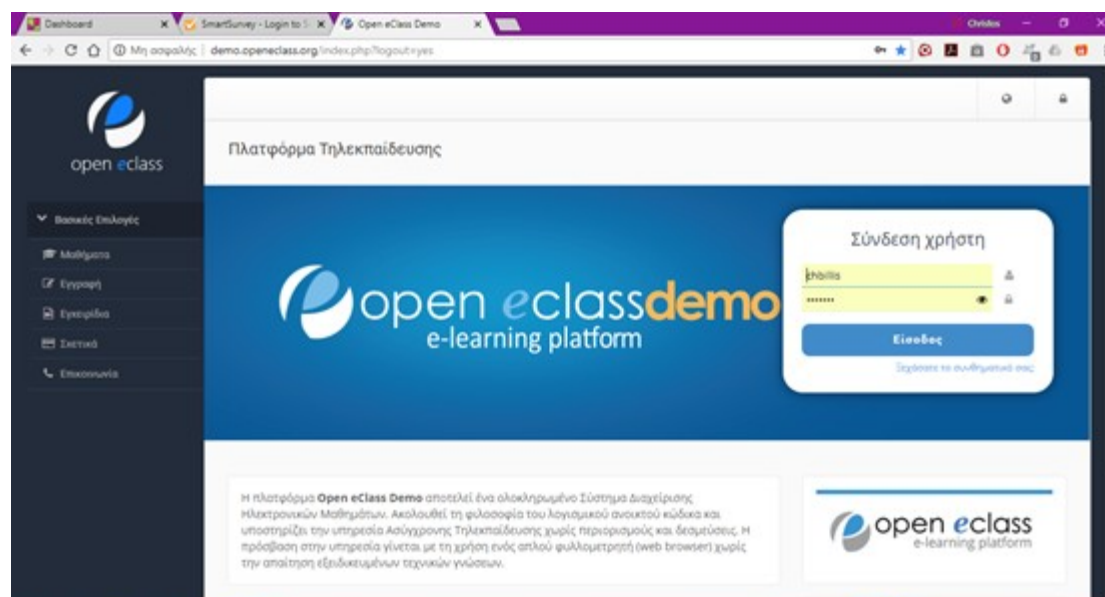 Dashboard
SmartSurvey - Login to S
Open eClass Demo
Christos
Μη ασφαλής
demo.openeclass.org/index.php?logout=yes
open eclass
Πλατφόρμα Τηλεκπαίδευσης
Βασικές Επιλογές
Μαθήματα
Εγγραφή
Εγχειρίδια
Σχετικά
Επικοινωνία
open eclassdemo
e-learning platform
Σύνδεση χρήστη
chbillis
Είσοδος
Ξεχάσατε το συνθηματικό σας;
Η πλατφόρμα Open eClass Demo αποτελεί ένα ολοκληρωμένο Σύστημα Διαχείρισης
Ηλεκτρονικών Μαθημάτων. Ακολουθεί τη φιλοσοφία του λογισμικού ανοικτού κώδικα και
υποστηρίζει την υπηρεσία Ασύγχρονης Τηλεκπαίδευσης χωρίς περιορισμούς και δεσμεύσεις. Η
πρόσβαση στην υπηρεσία γίνεται με τη χρήση ενός απλού φυλλομετρητή (web browser) χωρίς
την απαίτηση εξειδικευμένων τεχνικών γνώσεων.
open eclass
e-learning platform